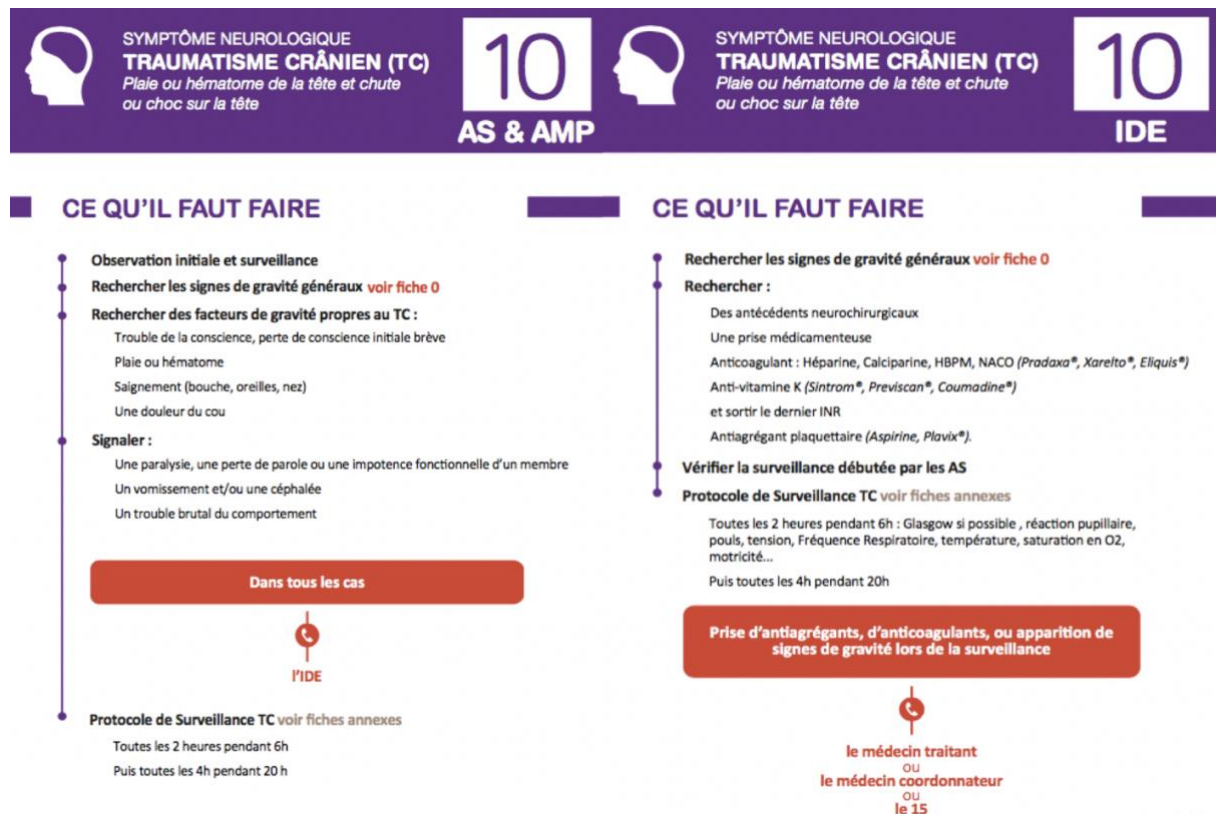 SYMPTÔME NEUROLOGIQUE
TRAUMATISME CRÂNIEN (TC)
Plaie ou hématome de la tête et chute
ou choc sur la tête
10
AS & AMP
CE QU'IL FAUT FAIRE
Observation initiale et surveillance
Rechercher les signes de gravité généraux voir fiche 0
Rechercher des facteurs de gravité propres au TC :
Trouble de la conscience, perte de conscience initiale brève
Plaie ou hématome
Saignement (bouche, oreilles, nez)
Une douleur du cou
Signaler :
Une paralysie, une perte de parole ou une impotence fonctionnelle d'un membre
Un vomissement et/ou une céphalée
Un trouble brutal du comportement
Dans tous les cas
l'IDE
Protocole de Surveillance TC voir fiches annexes
Toutes les 2 heures pendant 6h
Puis toutes les 4h pendant 20 h
SYMPTÔME NEUROLOGIQUE
TRAUMATISME CRÂNIEN (TC)
Plaie ou hématome de la tête et chute
ou choc sur la tête
10
IDE
CE QU'IL FAUT FAIRE
Rechercher les signes de gravité généraux voir fiche 0
Rechercher :
Des antécédents neurochirurgicaux
Une prise médicamenteuse
Anticoagulant : Héparine, Calciparine, HBPM, NACO (Pradaxa®, Xarelto®, Eliquis®)
Anti-vitamine K (Sintrom®, Previscan®, Coumadine®)
et sortir le dernier INR
Antiagrégant plaquettaire (Aspirine, Plavix®).
Vérifier la surveillance débutée par les AS
Protocole de Surveillance TC voir fiches annexes
Toutes les 2 heures pendant 6h : Glasgow si possible , réaction pupillaire,
pouls, tension, Fréquence Respiratoire, température, saturation en O2,
motricité...
Puis toutes les 4h pendant 20h
Prise d'antiagrégants, d'anticoagulants, ou apparition de
signes de gravité lors de la surveillance
le médecin traitant
ou
le médecin coordonnateur
ou
le 15